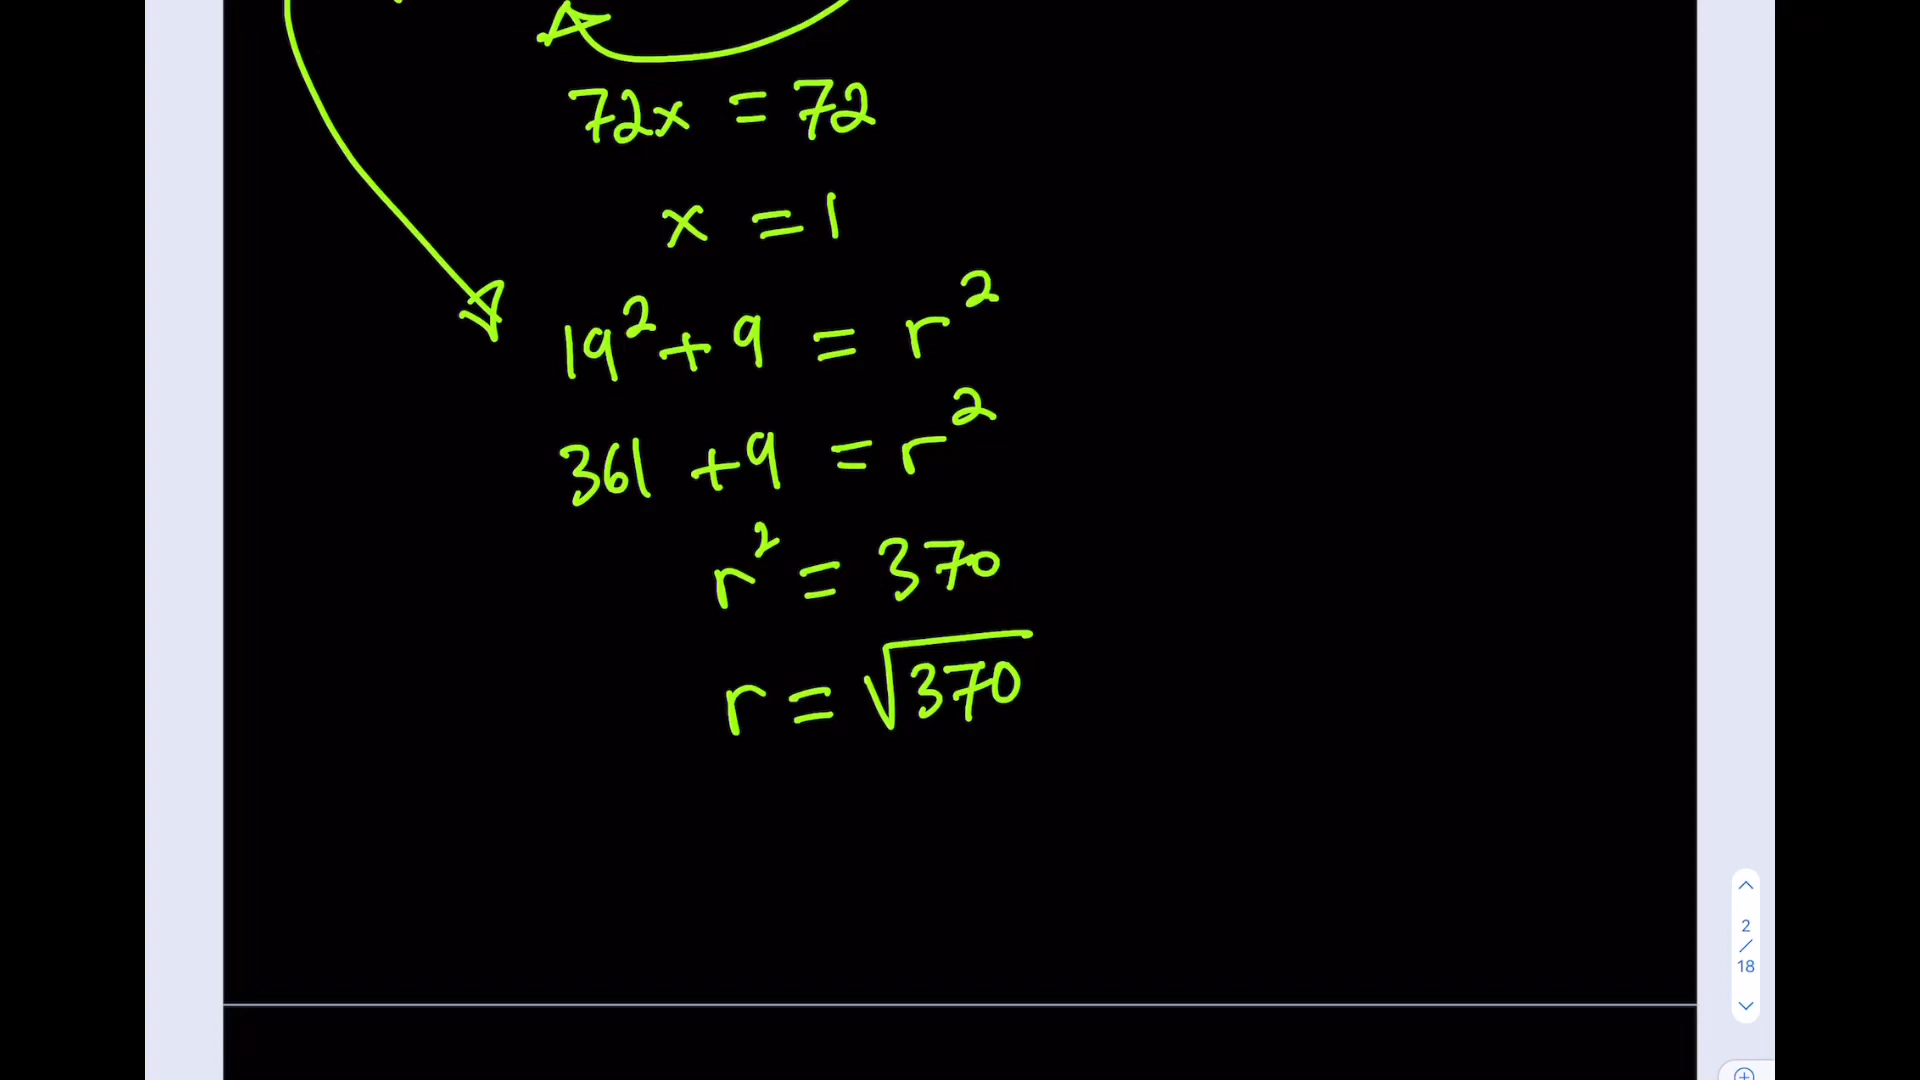 72x = 72
x = 1
19² + 9 = r²
361 + 9 = r²
r² = 370
r = √370
2
/
18